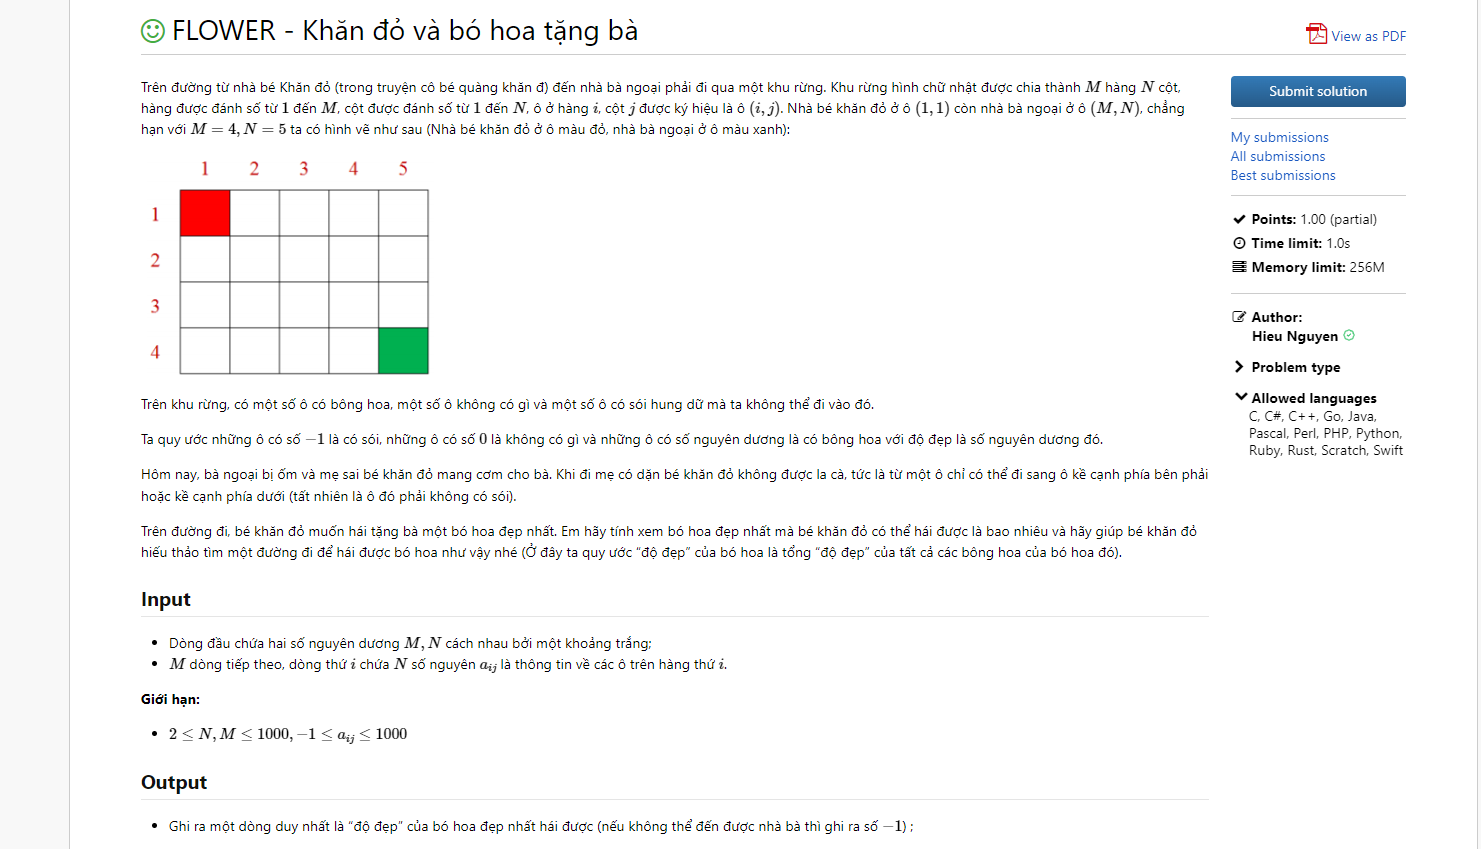 FLOWER - Khăn đỏ và bó hoa tặng bà
View as PDF
Trên đường từ nhà bé Khăn đỏ (trong truyện cô bé quàng khăn đ) đến nhà bà ngoại phải đi qua một khu rừng. Khu rừng hình chữ nhật được chia thành M hàng N cột,
hàng được đánh số từ 1 đến M, cột được đánh số từ 1 đến N, ô ở hàng i, cột j được ký hiệu là ô (i, j). Nhà bé khăn đỏ ở ô (1, 1) còn nhà bà ngoại ở ô (M, N), chẳng
hạn với M = 4, N = 5 ta có hình vẽ như sau (Nhà bé khăn đỏ ở ô màu đỏ, nhà bà ngoại ở ô màu xanh):
1 2 3 4 5
1
2
3
4
Trên khu rừng, có một số ô có bông hoa, một số ô không có gì và một số ô có sói hung dữ mà ta không thể đi vào đó.
Ta quy ước những ô có số −1 là có sói, những ô có số 0 là không có gì và những ô có số nguyên dương là có bông hoa với độ đẹp là số nguyên dương đó.
Hôm nay, bà ngoại bị ốm và mẹ sai bé khăn đỏ mang cơm cho bà. Khi đi mẹ có dặn bé khăn đỏ không được la cà, tức là từ một ô chỉ có thể đi sang ô kề cạnh phía bên phải
hoặc kề cạnh phía dưới (tất nhiên là ô đó phải không có sói).
Trên đường đi, bé khăn đỏ muốn hái tặng bà một bó hoa đẹp nhất. Em hãy tính xem bó hoa đẹp nhất mà bé khăn đỏ có thể hái được là bao nhiêu và hãy giúp bé khăn đỏ
hiếu thảo tìm một đường đi để hái được bó hoa như vậy nhé (Ở đây ta quy ước “độ đẹp” của bó hoa là tổng “độ đẹp” của tất cả các bông hoa của bó hoa đó).
Input
• Dòng đầu chứa hai số nguyên dương M, N cách nhau bởi một khoảng trắng;
• M dòng tiếp theo, dòng thứ i chứa N số nguyên aᵢⱼ là thông tin về các ô trên hàng thứ i.
Giới hạn:
• 2 ≤ N, M ≤ 1000, −1 ≤ aᵢⱼ ≤ 1000
Output
• Ghi ra một dòng duy nhất là “độ đẹp” của bó hoa đẹp nhất hái được (nếu không thể đến được nhà bà thì ghi ra số −1) ;
Submit solution
My submissions
All submissions
Best submissions
Points: 1.00 (partial)
Time limit: 1.0s
Memory limit: 256M
Author:
Hieu Nguyen
Problem type
Allowed languages
C, C#, C++, Go, Java,
Pascal, Perl, PHP, Python,
Ruby, Rust, Scratch, Swift